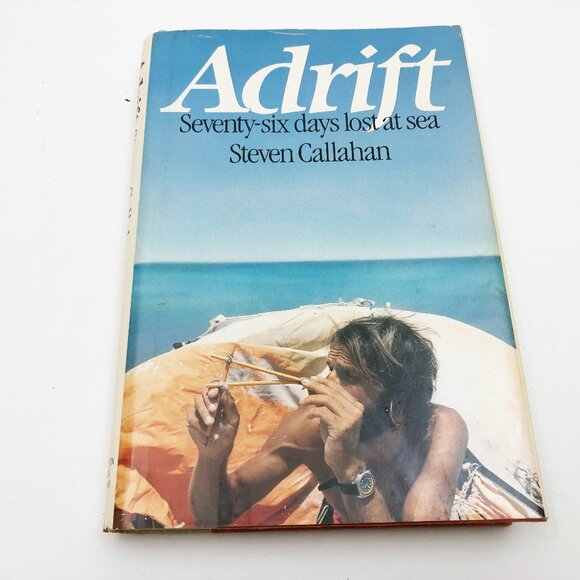 Adrift
Seventy-six days lost at sea
Steven Callahan